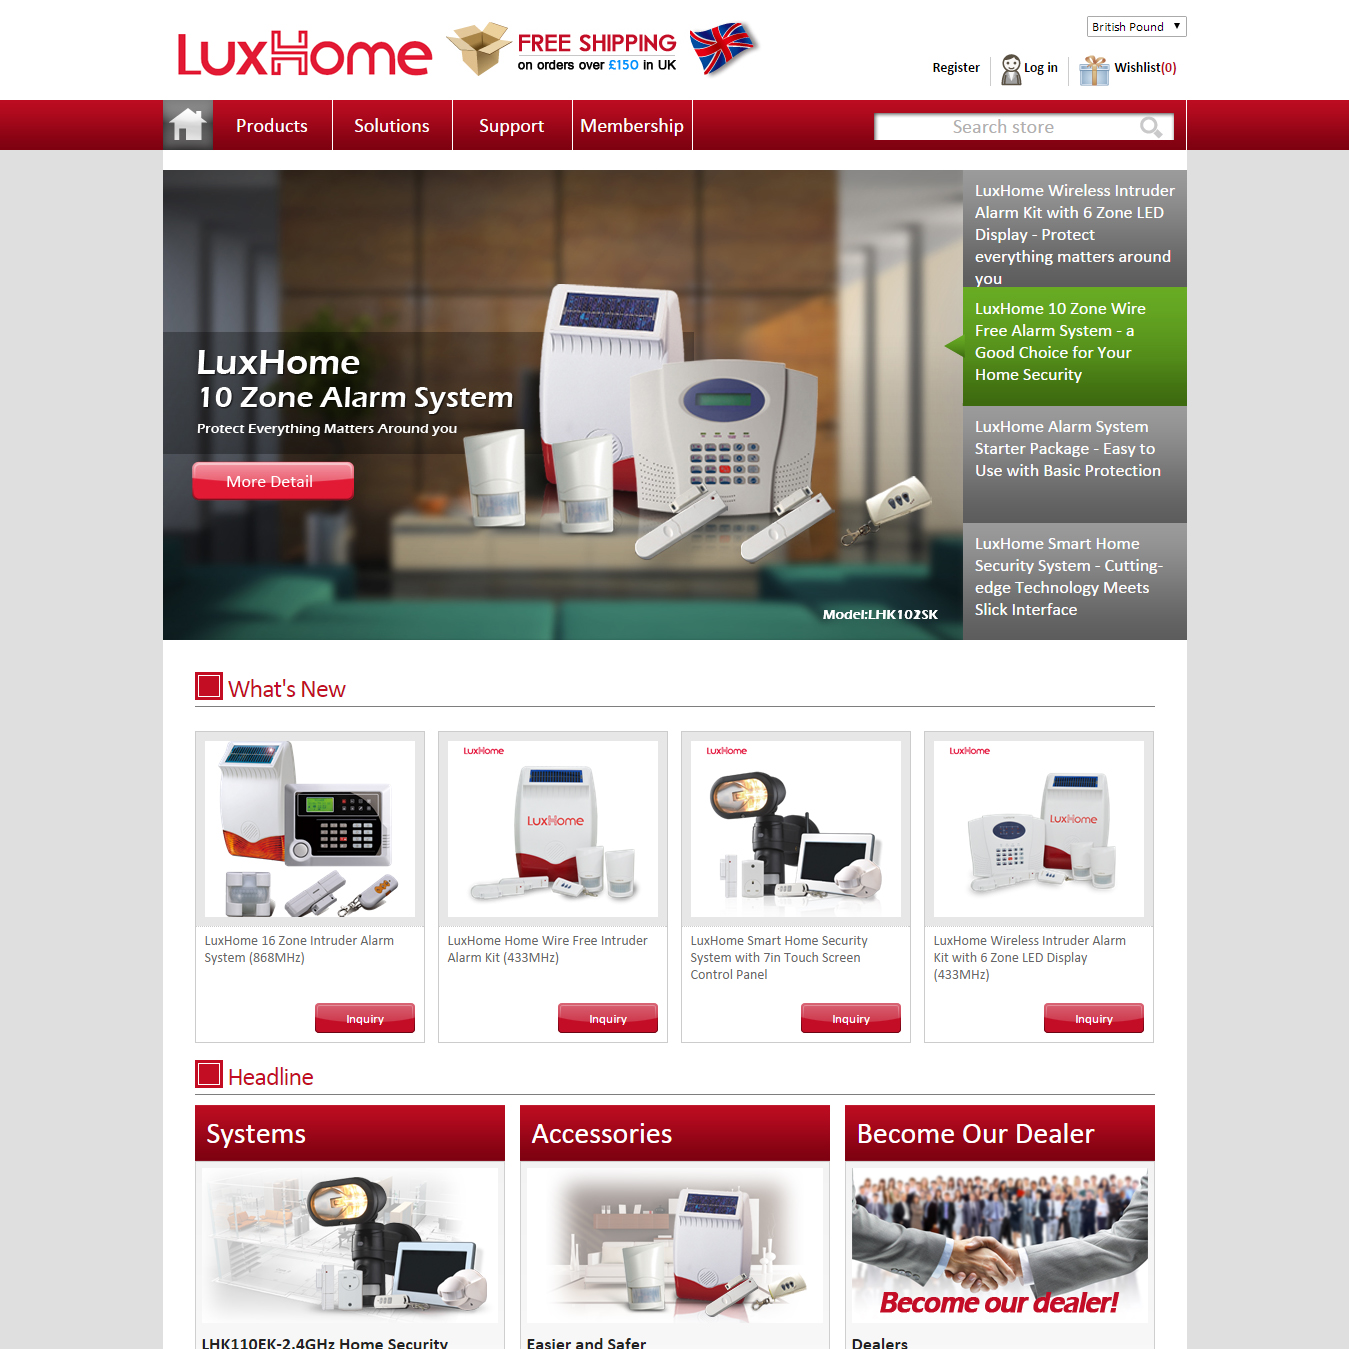 LuxHome
FREE SHIPPING
on orders over £150 in UK
British Pound
Register
Log in
Wishlist(0)
Products
Solutions
Support
Membership
Search store
LuxHome
10 Zone Alarm System
Protect Everything Matters Around you
More Detail
Model:LHK102SK
LuxHome Wireless Intruder
Alarm Kit with 6 Zone LED
Display - Protect
everything matters around
you
LuxHome 10 Zone Wire
Free Alarm System - a
Good Choice for Your
Home Security
LuxHome Alarm System
Starter Package - Easy to
Use with Basic Protection
LuxHome Smart Home
Security System - Cutting-
edge Technology Meets
Slick Interface
What's New
LuxHome 16 Zone Intruder Alarm
System (868MHz)
Inquiry
LuxHome
LuxHome
LuxHome Home Wire Free Intruder
Alarm Kit (433MHz)
Inquiry
LuxHome
LuxHome Smart Home Security
System with 7in Touch Screen
Control Panel
Inquiry
LuxHome
LuxHome
LuxHome Wireless Intruder Alarm
Kit with 6 Zone LED Display
(433MHz)
Inquiry
Headline
Systems
LHK110EK-2.4GHz Home Security
Accessories
Easier and Safer
Become Our Dealer
Become our dealer!
Dealers